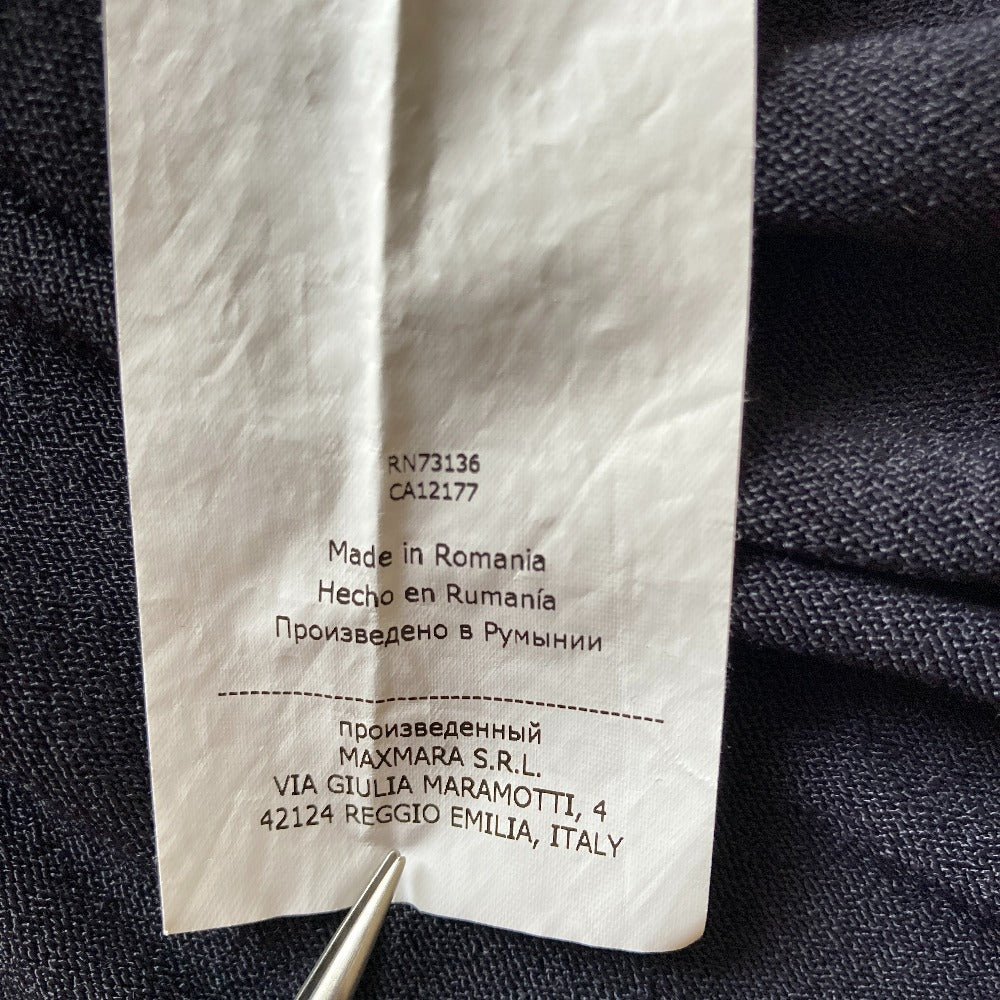 RN73136
CA12177
Made in Romania
Hecho en Rumanía
Произведено в Румынии
произведенный
MAXMARA S.R.L.
VIA GIULIA MARAMOTTI, 4
42124 REGGIO EMILIA, ITALY